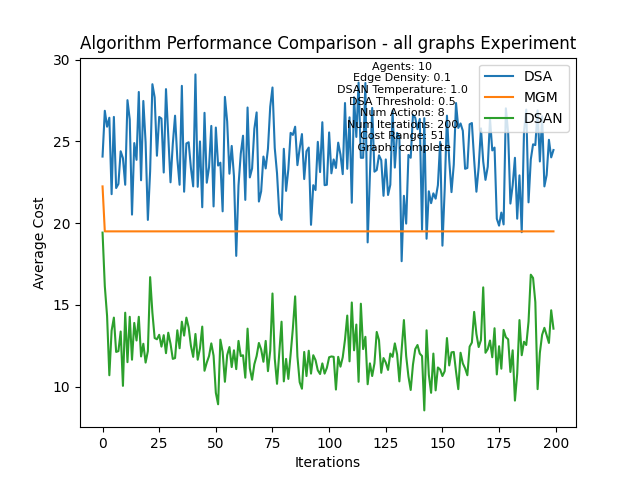 Algorithm Performance Comparison - all graphs Experiment
Agents: 10
Edge Density: 0.1
DSAN Temperature: 1.0
DSA Threshold: 0.5
Num Actions: 8
Num Iterations: 200
Cost Range: 51
Graph: complete
DSA
MGM
DSAN
Average Cost
30
25
20
15
10
0
25
50
75
100
125
150
175
200
Iterations